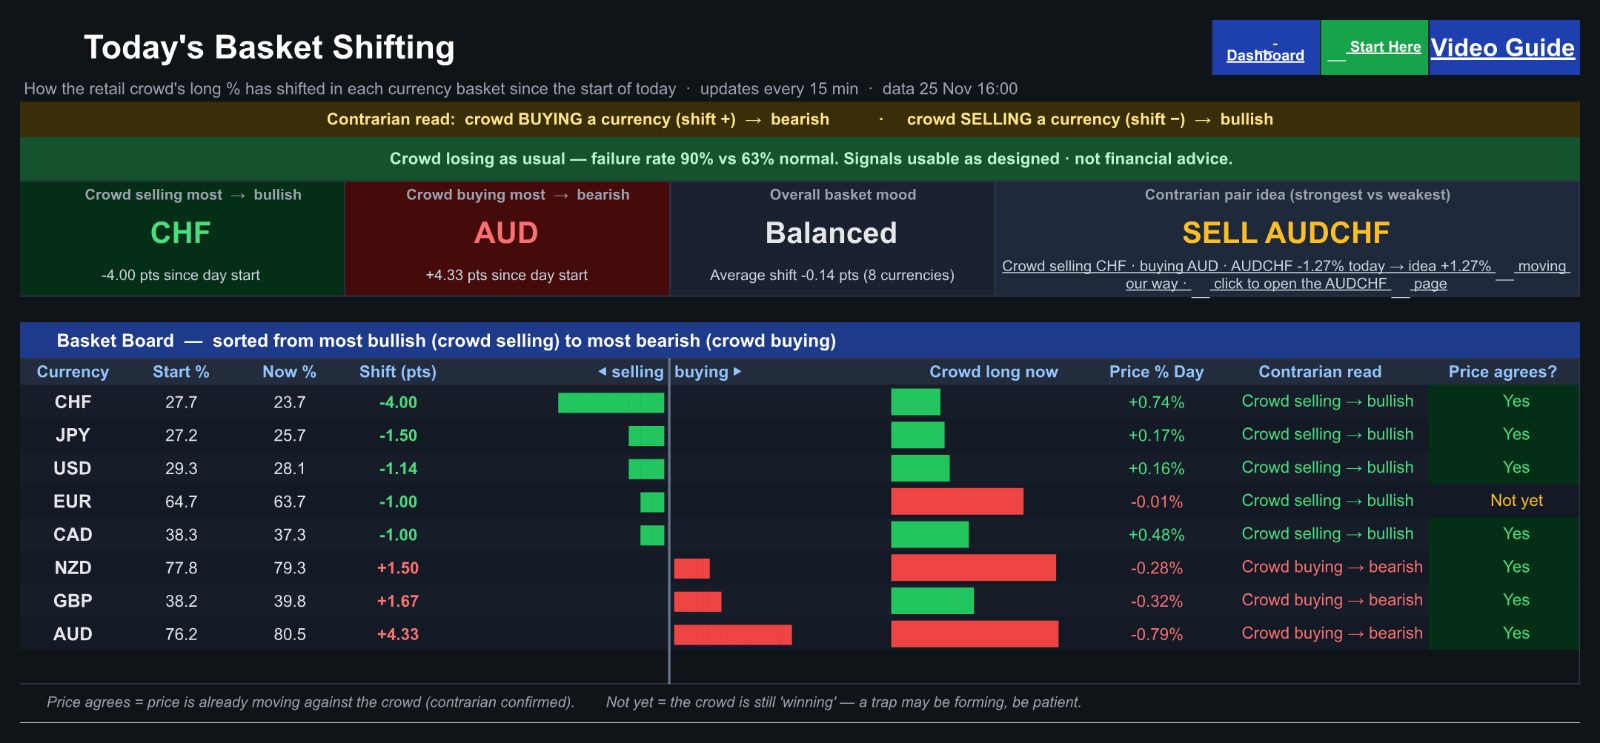 Today's Basket Shifting
Dashboard
Start Here
Video Guide
How the retail crowd's long % has shifted in each currency basket since the start of today · updates every 15 min · data 25 Nov 16:00
Contrarian read: crowd BUYING a currency (shift +) → bearish · crowd SELLING a currency (shift −) → bullish
Crowd losing as usual — failure rate 90% vs 63% normal. Signals usable as designed · not financial advice.
Crowd selling most → bullish
CHF
-4.00 pts since day start
Crowd buying most → bearish
AUD
+4.33 pts since day start
Overall basket mood
Balanced
Average shift -0.14 pts (8 currencies)
Contrarian pair idea (strongest vs weakest)
SELL AUDCHF
Crowd selling CHF · buying AUD · AUDCHF -1.27% today → idea +1.27% moving
our way · click to open the AUDCHF page
Basket Board — sorted from most bullish (crowd selling) to most bearish (crowd buying)
Currency Start % Now % Shift (pts) ◄ selling buying ► Crowd long now Price % Day Contrarian read Price agrees?
CHF 27.7 23.7 -4.00 +0.74% Crowd selling → bullish Yes
JPY 27.2 25.7 -1.50 +0.17% Crowd selling → bullish Yes
USD 29.3 28.1 -1.14 +0.16% Crowd selling → bullish Yes
EUR 64.7 63.7 -1.00 -0.01% Crowd selling → bullish Not yet
CAD 38.3 37.3 -1.00 +0.48% Crowd selling → bullish Yes
NZD 77.8 79.3 +1.50 -0.28% Crowd buying → bearish Yes
GBP 38.2 39.8 +1.67 -0.32% Crowd buying → bearish Yes
AUD 76.2 80.5 +4.33 -0.79% Crowd buying → bearish Yes
Price agrees = price is already moving against the crowd (contrarian confirmed). Not yet = the crowd is still 'winning' — a trap may be forming, be patient.